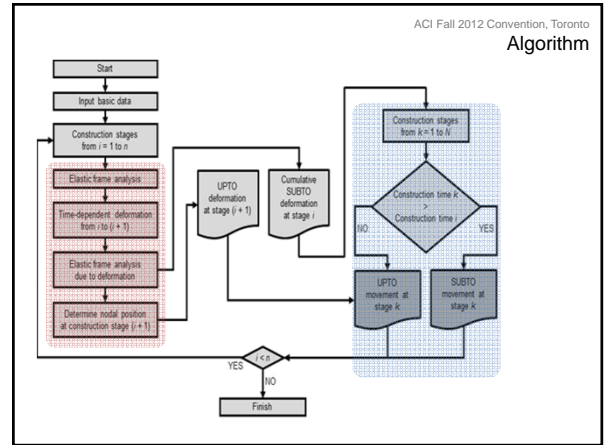 ACI Fall 2012 Convention, Toronto
Algorithm
Start
Input basic data
Construction stages
from i = 1 to n
Elastic frame analysis
Time-dependent deformation
from i to (i + 1)
Elastic frame analysis
due to deformation
Determine nodal position
at construction stage (i + 1)
UPTO
deformation
at stage (i + 1)
Cumulative
SUBTO
deformation
at stage i
Construction stages
from k = 1 to N
Construction time k
>
Construction time i
NO
YES
UPTO
movement at
stage k
SUBTO
movement at
stage k
i < n
YES
NO
Finish